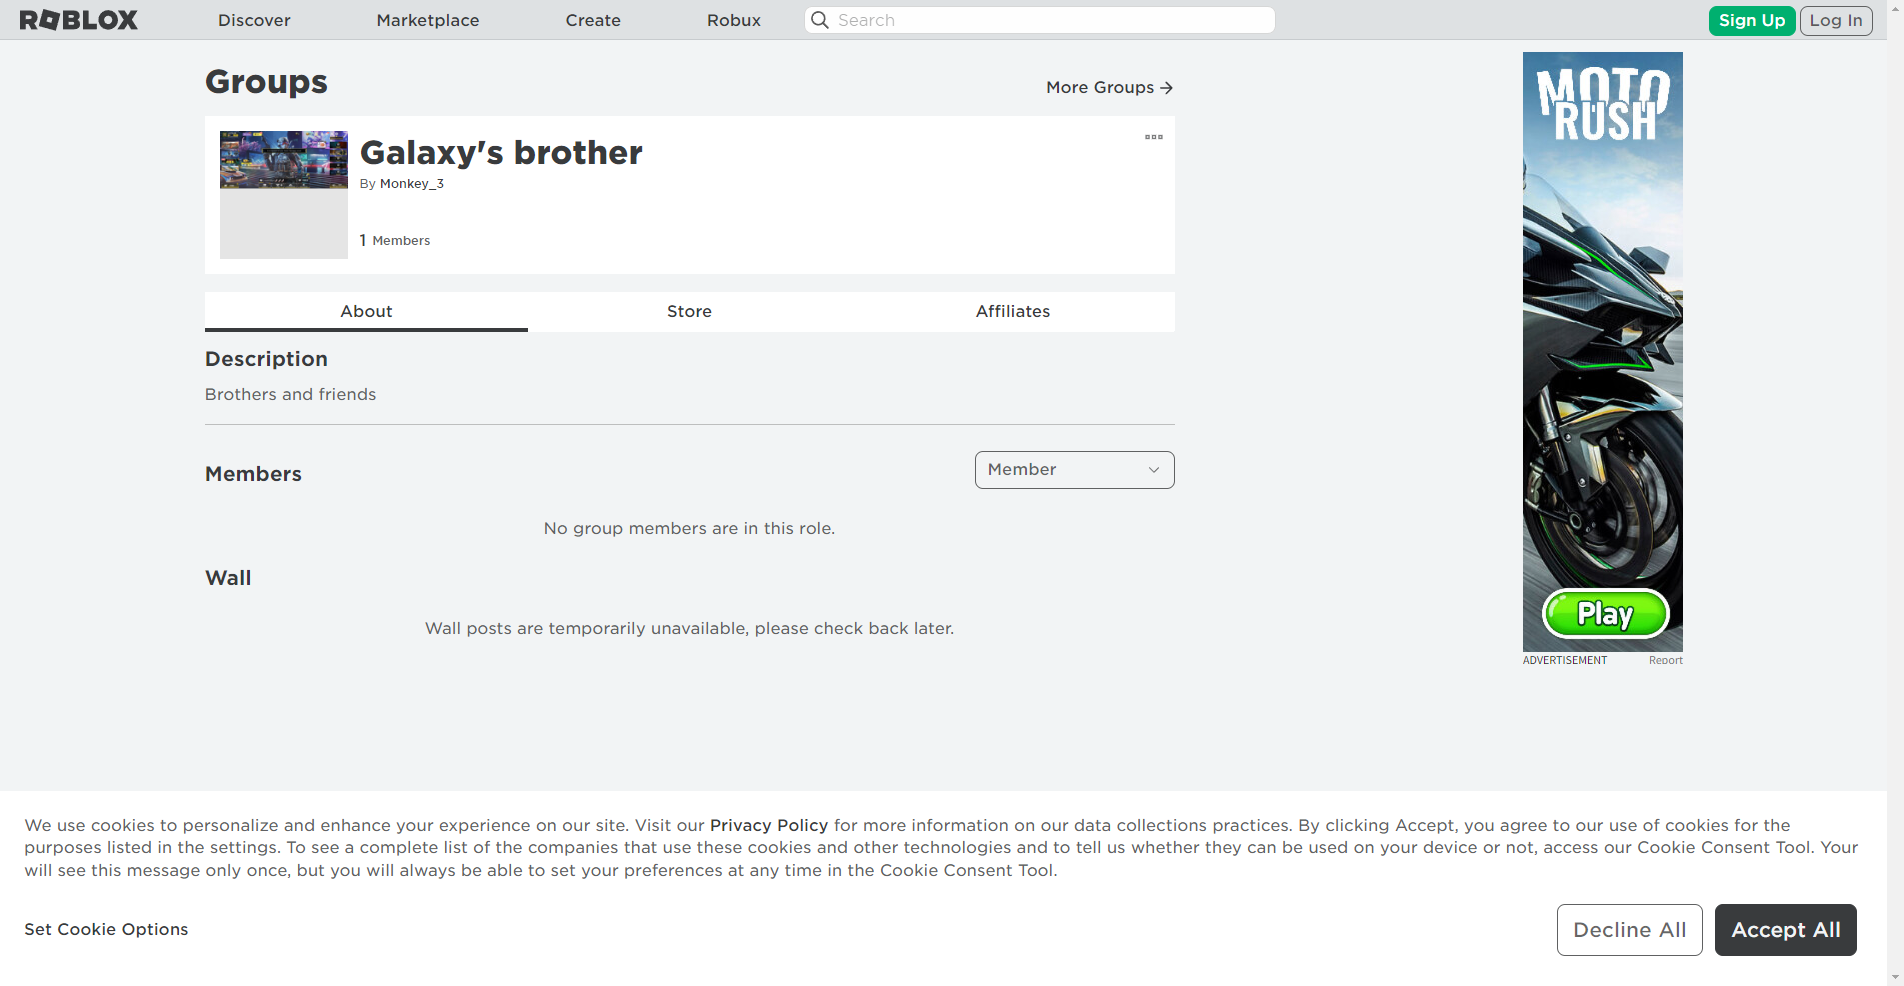 ROBLOX
Discover
Marketplace
Create
Robux
Search
Sign Up
Log In
Groups
More Groups
Galaxy's brother
By Monkey_3
1 Members
About
Store
Affiliates
Description
Brothers and friends
Members
Member
No group members are in this role.
Wall
Wall posts are temporarily unavailable, please check back later.
MOTO
RUSH
Play
ADVERTISEMENT
Report
We use cookies to personalize and enhance your experience on our site. Visit our Privacy Policy for more information on our data collections practices. By clicking Accept, you agree to our use of cookies for the
purposes listed in the settings. To see a complete list of the companies that use these cookies and other technologies and to tell us whether they can be used on your device or not, access our Cookie Consent Tool. Your
will see this message only once, but you will always be able to set your preferences at any time in the Cookie Consent Tool.
Set Cookie Options
Decline All
Accept All